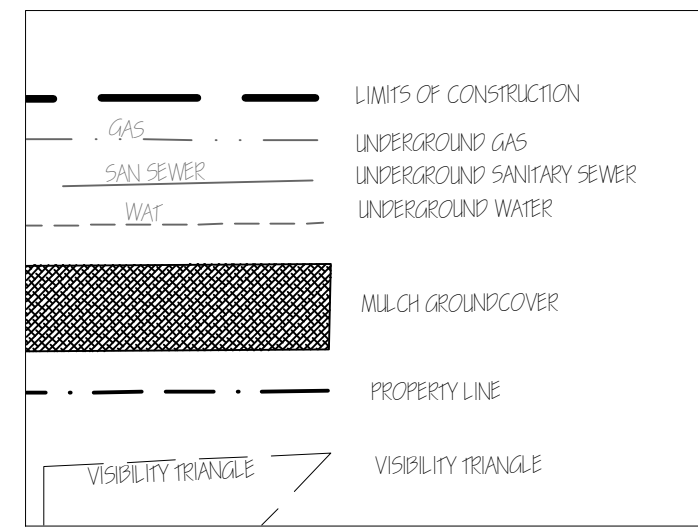 LIMITS OF CONSTRUCTION
GAS
UNDERGROUND GAS
SAN SEWER
UNDERGROUND SANITARY SEWER
WAT
UNDERGROUND WATER
MULCH GROUNDCOVER
PROPERTY LINE
VISIBILITY TRIANGLE
VISIBILITY TRIANGLE